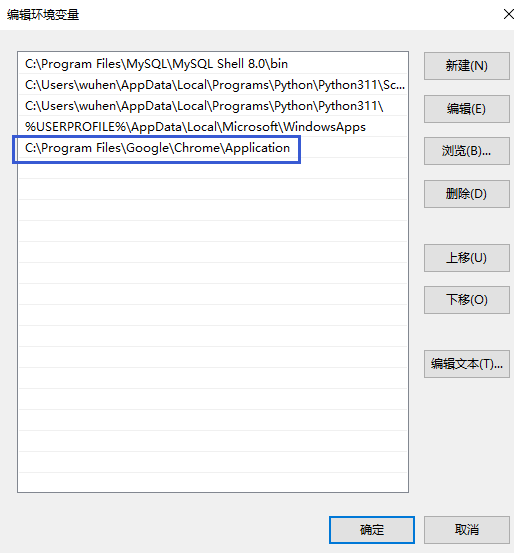 编辑环境变量
C:\Program Files\MySQL\MySQL Shell 8.0\bin
C:\Users\wuhen\AppData\Local\Programs\Python\Python311\Sc...
C:\Users\wuhen\AppData\Local\Programs\Python\Python311\
%USERPROFILE%\AppData\Local\Microsoft\WindowsApps
C:\Program Files\Google\Chrome\Application
新建(N)
编辑(E)
浏览(B)...
删除(D)
上移(U)
下移(O)
编辑文本(T)...
确定
取消